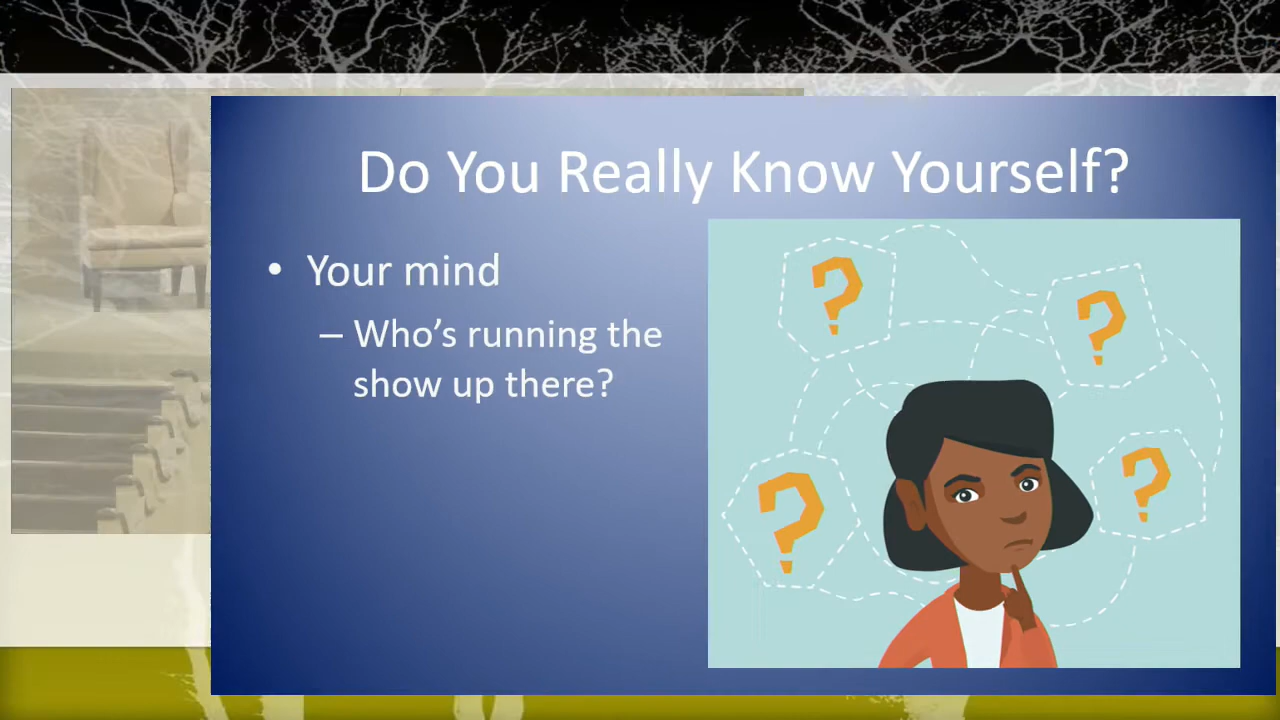 Do You Really Know Yourself?
• Your mind
– Who’s running the
show up there?
? ? ? ?